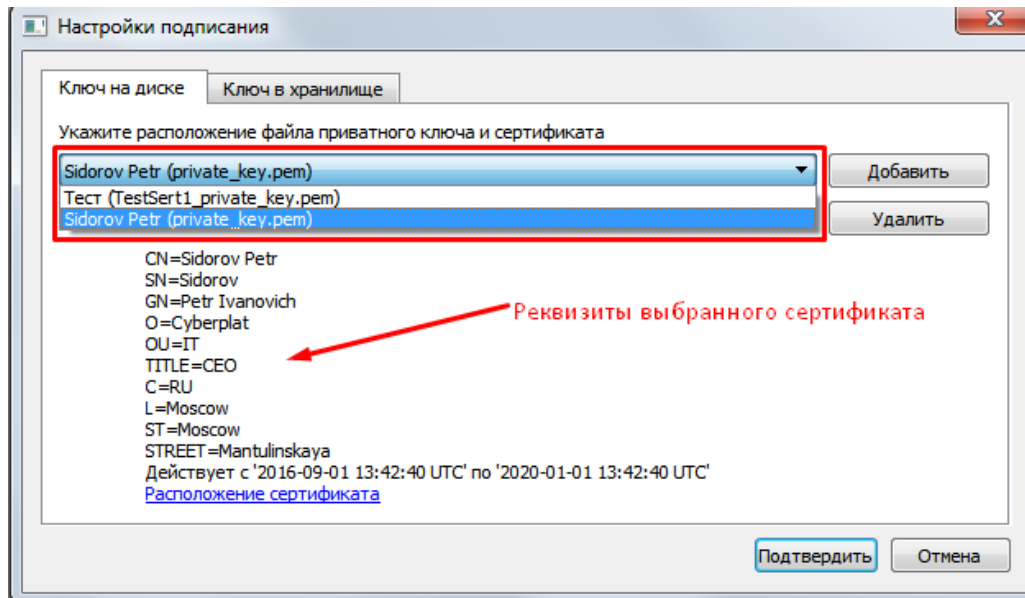 Настройки подписания
Ключ на диске
Ключ в хранилище
Укажите расположение файла приватного ключа и сертификата
Sidorov Petr (private_key.pem)
Добавить
Тест (TestSert1_private_key.pem)
Sidorov Petr (private_key.pem)
Удалить
CN=Sidorov Petr
SN=Sidorov
GN=Petr Ivanovich
O=Cyberplat
OU=IT
TITLE=CEO
C=RU
L=Moscow
ST=Moscow
STREET=Mantulinskaya
Действует с '2016-09-01 13:42:40 UTC' по '2020-01-01 13:42:40 UTC'
Расположение сертификата
Реквизиты выбранного сертификата
Подтвердить
Отмена